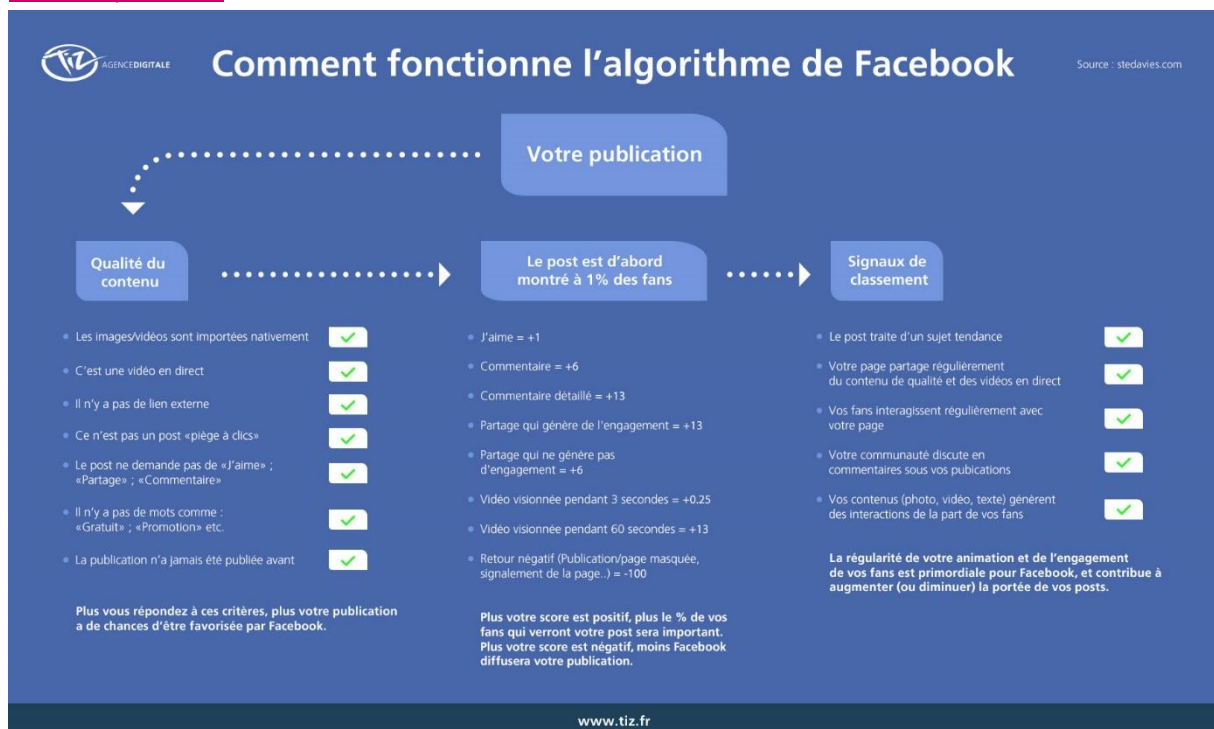 TiZ AGENCEDIGITALE
Comment fonctionne l’algorithme de Facebook
Source : stedavies.com
Votre publication
Qualité du
contenu
• Les images/vidéos sont importées nativement
• C’est une vidéo en direct
• Il n’y a pas de lien externe
• Ce n’est pas un post «piège à clics»
• Le post ne demande pas de «J’aime» ;
«Partage» ; «Commentaire»
• Il n’y a pas de mots comme :
«Gratuit» ; «Promotion» etc.
• La publication n’a jamais été publiée avant
Plus vous répondez à ces critères, plus votre publication
a de chances d’être favorisée par Facebook.
Le post est d’abord
montré à 1% des fans
• J’aime = +1
• Commentaire = +6
• Commentaire détaillé = +13
• Partage qui génère de l’engagement = +13
• Partage qui ne génère pas
d’engagement = +6
• Vidéo visionnée pendant 3 secondes = +0.25
• Vidéo visionnée pendant 60 secondes = +13
• Retour négatif (Publication/page masquée,
signalement de la page..) = -100
Plus votre score est positif, plus le % de vos
fans qui verront votre post sera important.
Plus votre score est négatif, moins Facebook
diffusera votre publication.
Signaux de
classement
• Le post traite d’un sujet tendance
• Votre page partage régulièrement
du contenu de qualité et des vidéos en direct
• Vos fans interagissent régulièrement avec
votre page
• Votre communauté discute en
commentaires sous vos pubications
• Vos contenus (photo, vidéo, texte) génèrent
des interactions de la part de vos fans
La régularité de votre animation et de l’engagement
de vos fans est primordiale pour Facebook, et contribue à
augmenter (ou diminuer) la portée de vos posts.
www.tiz.fr